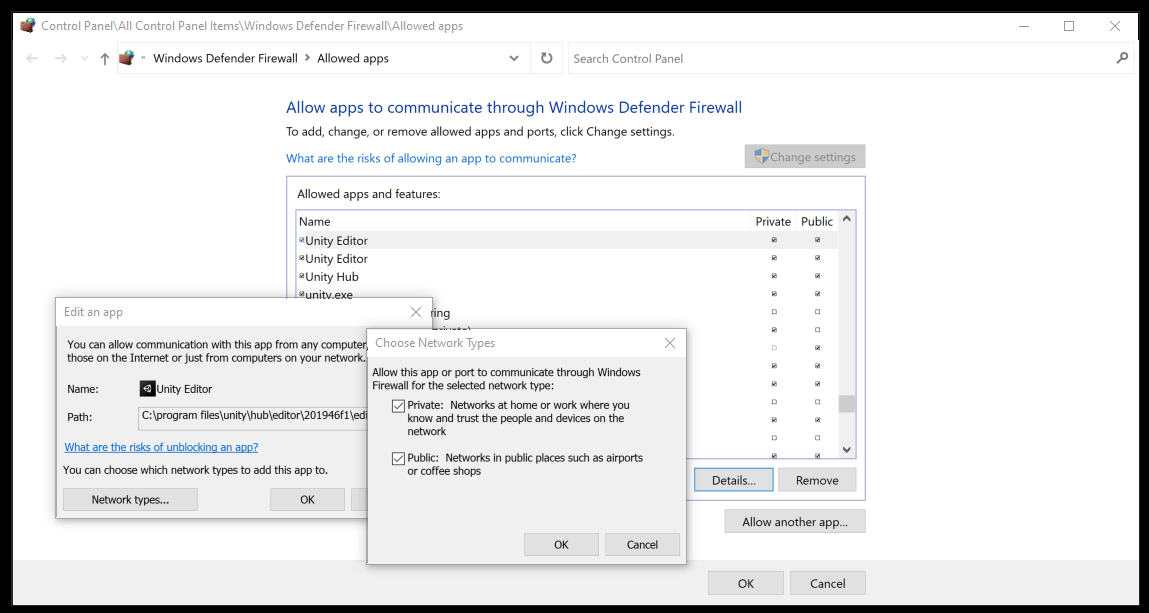 Control Panel\All Control Panel Items\Windows Defender Firewall\Allowed apps
Windows Defender Firewall > Allowed apps
Search Control Panel
Allow apps to communicate through Windows Defender Firewall
To add, change, or remove allowed apps and ports, click Change settings.
What are the risks of allowing an app to communicate?
Change settings
Allowed apps and features:
Name Private Public
Unity Editor
Unity Editor
Unity Hub
unity.exe
ring
Edit an app
You can allow communication with this app from any computer,
those on the Internet or just from computers on your network.
Name: Unity Editor
Path: C:\program files\unity\hub\editor\201946f1\edi
What are the risks of unblocking an app?
You can choose which network types to add this app to.
Network types...
OK
Choose Network Types
Allow this app or port to communicate through Windows
Firewall for the selected network type:
Private: Networks at home or work where you
know and trust the people and devices on the
network
Public: Networks in public places such as airports
or coffee shops
OK
Cancel
Details...
Remove
Allow another app...
OK
Cancel